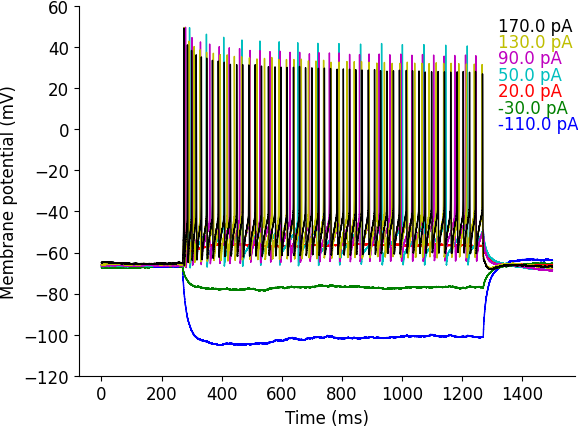 60
40
20
0
−20
−40
−60
−80
−100
−120
Membrane potential (mV)
170.0 pA
130.0 pA
90.0 pA
50.0 pA
20.0 pA
-30.0 pA
-110.0 pA
0 200 400 600 800 1000 1200 1400
Time (ms)